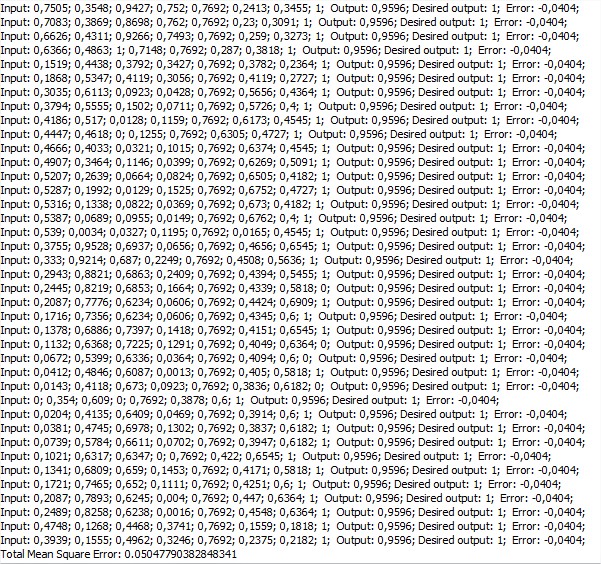 Input: 0,7505; 0,3548; 0,9427; 0,752; 0,7692; 0,2413; 0,3455; 1;  Output: 0,9596; Desired output: 1;  Error: -0,0404;
Input: 0,7083; 0,3869; 0,8698; 0,762; 0,7692; 0,23; 0,3091; 1;  Output: 0,9596; Desired output: 1;  Error: -0,0404;
Input: 0,6626; 0,4311; 0,9266; 0,7493; 0,7692; 0,259; 0,3273; 1;  Output: 0,9596; Desired output: 1;  Error: -0,0404;
Input: 0,6366; 0,4863; 1; 0,7148; 0,7692; 0,287; 0,3818; 1;  Output: 0,9596; Desired output: 1;  Error: -0,0404;
Input: 0,1519; 0,4438; 0,3792; 0,3427; 0,7692; 0,3782; 0,2364; 1;  Output: 0,9596; Desired output: 1;  Error: -0,0404;
Input: 0,1868; 0,5347; 0,4119; 0,3056; 0,7692; 0,4119; 0,2727; 1;  Output: 0,9596; Desired output: 1;  Error: -0,0404;
Input: 0,3035; 0,6113; 0,0923; 0,0428; 0,7692; 0,5656; 0,4364; 1;  Output: 0,9596; Desired output: 1;  Error: -0,0404;
Input: 0,3794; 0,5555; 0,1502; 0,0711; 0,7692; 0,5726; 0,4; 1;  Output: 0,9596; Desired output: 1;  Error: -0,0404;
Input: 0,4186; 0,517; 0,0128; 0,1159; 0,7692; 0,6173; 0,4545; 1;  Output: 0,9596; Desired output: 1;  Error: -0,0404;
Input: 0,4447; 0,4618; 0; 0,1255; 0,7692; 0,6305; 0,4727; 1;  Output: 0,9596; Desired output: 1;  Error: -0,0404;
Input: 0,4666; 0,4033; 0,0321; 0,1015; 0,7692; 0,6374; 0,4545; 1;  Output: 0,9596; Desired output: 1;  Error: -0,0404;
Input: 0,4907; 0,3464; 0,1146; 0,0399; 0,7692; 0,6269; 0,5091; 1;  Output: 0,9596; Desired output: 1;  Error: -0,0404;
Input: 0,5207; 0,2639; 0,0664; 0,0824; 0,7692; 0,6505; 0,4182; 1;  Output: 0,9596; Desired output: 1;  Error: -0,0404;
Input: 0,5287; 0,1992; 0,0129; 0,1525; 0,7692; 0,6752; 0,4727; 1;  Output: 0,9596; Desired output: 1;  Error: -0,0404;
Input: 0,5316; 0,1338; 0,0822; 0,0369; 0,7692; 0,673; 0,4182; 1;  Output: 0,9596; Desired output: 1;  Error: -0,0404;
Input: 0,5387; 0,0689; 0,0955; 0,0149; 0,7692; 0,6762; 0,4; 1;  Output: 0,9596; Desired output: 1;  Error: -0,0404;
Input: 0,539; 0,0034; 0,0327; 0,1195; 0,7692; 0,0165; 0,4545; 1;  Output: 0,9596; Desired output: 1;  Error: -0,0404;
Input: 0,3755; 0,9528; 0,6937; 0,0656; 0,7692; 0,4656; 0,6545; 1;  Output: 0,9596; Desired output: 1;  Error: -0,0404;
Input: 0,333; 0,9214; 0,687; 0,2249; 0,7692; 0,4508; 0,5636; 1;  Output: 0,9596; Desired output: 1;  Error: -0,0404;
Input: 0,2943; 0,8821; 0,6863; 0,2409; 0,7692; 0,4394; 0,5455; 1;  Output: 0,9596; Desired output: 1;  Error: -0,0404;
Input: 0,2445; 0,8219; 0,6853; 0,1664; 0,7692; 0,4339; 0,5818; 0;  Output: 0,9596; Desired output: 1;  Error: -0,0404;
Input: 0,2087; 0,7776; 0,6234; 0,0606; 0,7692; 0,4424; 0,6909; 1;  Output: 0,9596; Desired output: 1;  Error: -0,0404;
Input: 0,1716; 0,7356; 0,6234; 0,0606; 0,7692; 0,4345; 0,6; 1;  Output: 0,9596; Desired output: 1;  Error: -0,0404;
Input: 0,1378; 0,6886; 0,7397; 0,1418; 0,7692; 0,4151; 0,6545; 1;  Output: 0,9596; Desired output: 1;  Error: -0,0404;
Input: 0,1132; 0,6368; 0,7225; 0,1291; 0,7692; 0,4049; 0,6364; 0;  Output: 0,9596; Desired output: 1;  Error: -0,0404;
Input: 0,0672; 0,5399; 0,6336; 0,0364; 0,7692; 0,4094; 0,6; 0;  Output: 0,9596; Desired output: 1;  Error: -0,0404;
Input: 0,0412; 0,4846; 0,6087; 0,0013; 0,7692; 0,405; 0,5818; 1;  Output: 0,9596; Desired output: 1;  Error: -0,0404;
Input: 0,0143; 0,4118; 0,673; 0,0923; 0,7692; 0,3836; 0,6182; 0;  Output: 0,9596; Desired output: 1;  Error: -0,0404;
Input: 0; 0,354; 0,609; 0; 0,7692; 0,3878; 0,6; 1;  Output: 0,9596; Desired output: 1;  Error: -0,0404;
Input: 0,0204; 0,4135; 0,6409; 0,0469; 0,7692; 0,3914; 0,6; 1;  Output: 0,9596; Desired output: 1;  Error: -0,0404;
Input: 0,0381; 0,4745; 0,6978; 0,1302; 0,7692; 0,3837; 0,6182; 1;  Output: 0,9596; Desired output: 1;  Error: -0,0404;
Input: 0,0739; 0,5784; 0,6611; 0,0702; 0,7692; 0,3947; 0,6182; 1;  Output: 0,9596; Desired output: 1;  Error: -0,0404;
Input: 0,1021; 0,6317; 0,6347; 0; 0,7692; 0,422; 0,6545; 1;  Output: 0,9596; Desired output: 1;  Error: -0,0404;
Input: 0,1341; 0,6809; 0,659; 0,1453; 0,7692; 0,4171; 0,5818; 1;  Output: 0,9596; Desired output: 1;  Error: -0,0404;
Input: 0,1721; 0,7465; 0,652; 0,1111; 0,7692; 0,4251; 0,6; 1;  Output: 0,9596; Desired output: 1;  Error: -0,0404;
Input: 0,2087; 0,7893; 0,6245; 0,004; 0,7692; 0,447; 0,6364; 1;  Output: 0,9596; Desired output: 1;  Error: -0,0404;
Input: 0,2489; 0,8258; 0,6238; 0,0016; 0,7692; 0,4548; 0,6364; 1;  Output: 0,9596; Desired output: 1;  Error: -0,0404;
Input: 0,4748; 0,1268; 0,4468; 0,3741; 0,7692; 0,1559; 0,1818; 1;  Output: 0,9596; Desired output: 1;  Error: -0,0404;
Input: 0,3939; 0,1555; 0,4962; 0,3246; 0,7692; 0,2375; 0,2182; 1;  Output: 0,9596; Desired output: 1;  Error: -0,0404;
Total Mean Square Error: 0.05047790382848341